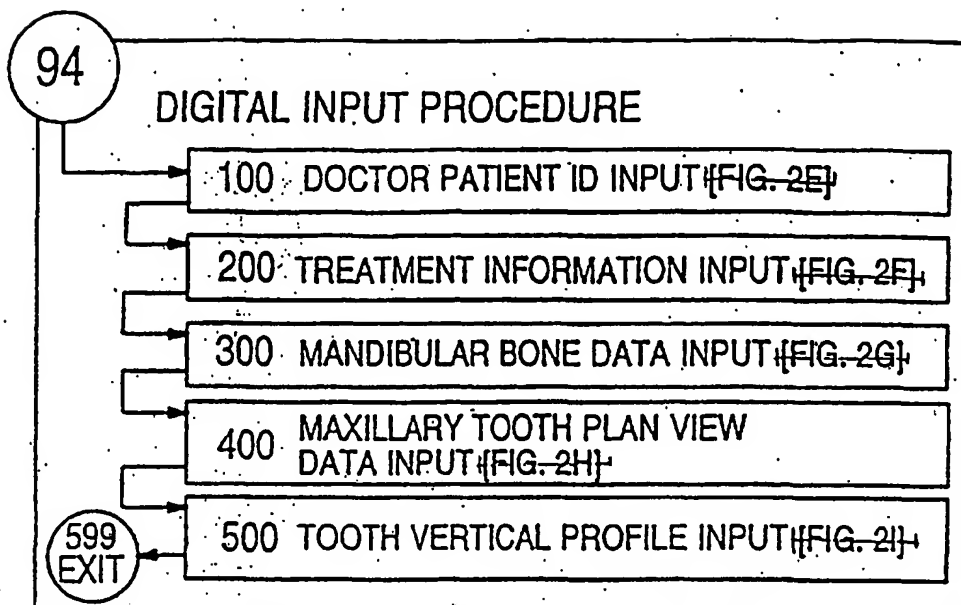 94
DIGITAL INPUT PROCEDURE
100 DOCTOR PATIENT ID INPUT [FIG. 2E]
200 TREATMENT INFORMATION INPUT [FIG. 2F]
300 MANDIBULAR BONE DATA INPUT [FIG. 2G]
400 MAXILLARY TOOTH PLAN VIEW
DATA INPUT [FIG. 2H]
500 TOOTH VERTICAL PROFILE INPUT [FIG. 2I]
599
EXIT